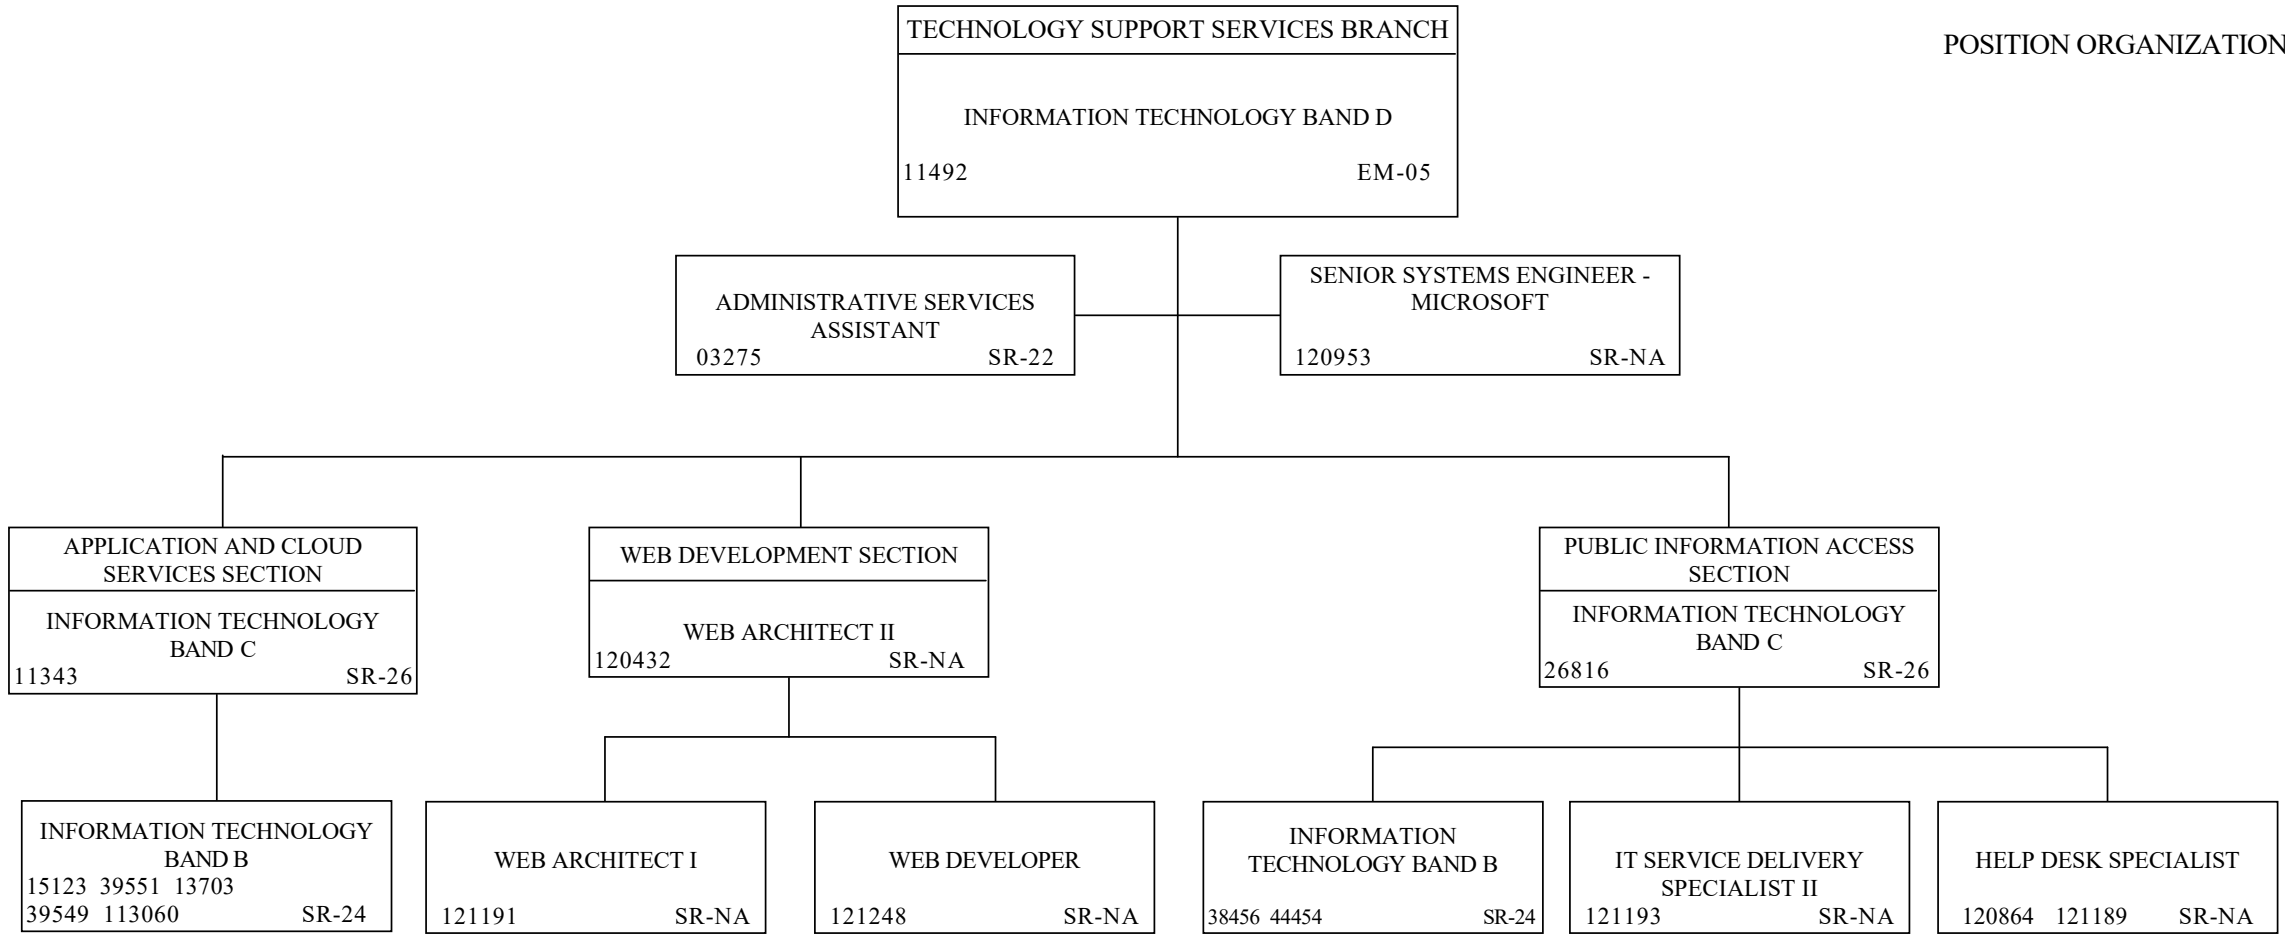 POSITION ORGANIZATION
TECHNOLOGY SUPPORT SERVICES BRANCH
INFORMATION TECHNOLOGY BAND D
11492 EM-05
ADMINISTRATIVE SERVICES
ASSISTANT
03275 SR-22
SENIOR SYSTEMS ENGINEER -
MICROSOFT
120953 SR-NA
APPLICATION AND CLOUD
SERVICES SECTION
INFORMATION TECHNOLOGY
BAND C
11343 SR-26
WEB DEVELOPMENT SECTION
WEB ARCHITECT II
120432 SR-NA
PUBLIC INFORMATION ACCESS
SECTION
INFORMATION TECHNOLOGY
BAND C
26816 SR-26
INFORMATION TECHNOLOGY
BAND B
15123 39551 13703
39549 113060 SR-24
WEB ARCHITECT I
121191 SR-NA
WEB DEVELOPER
121248 SR-NA
INFORMATION
TECHNOLOGY BAND B
38456 44454 SR-24
IT SERVICE DELIVERY
SPECIALIST II
121193 SR-NA
HELP DESK SPECIALIST
120864 121189 SR-NA